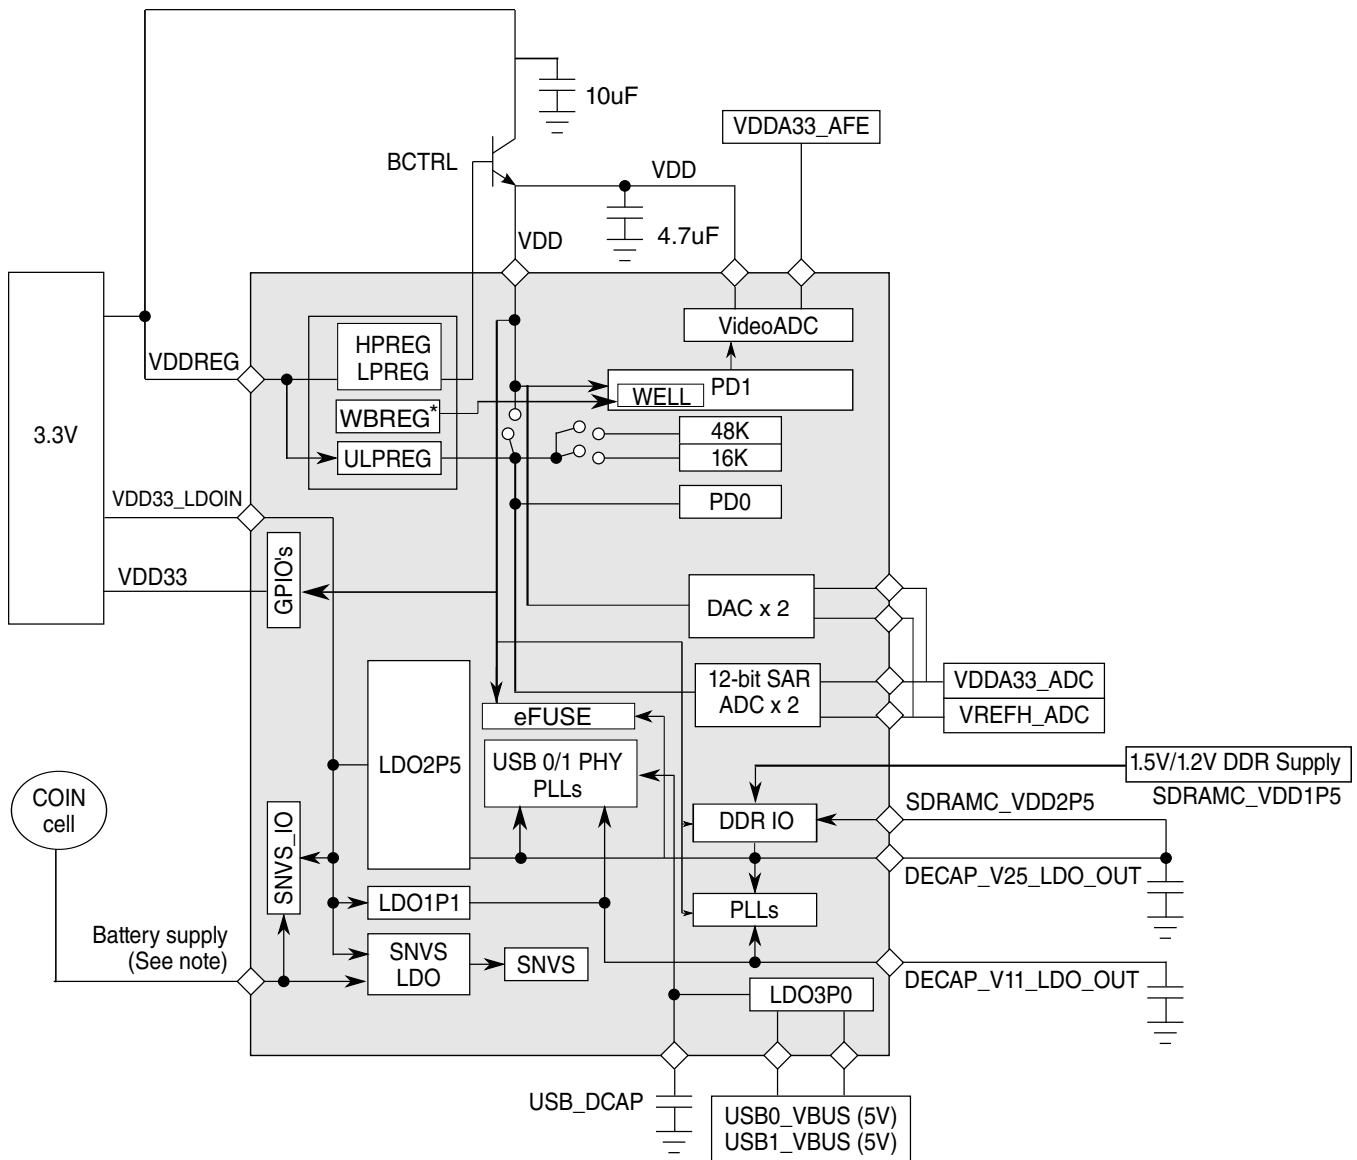 10uF
VDDA33_AFE
BCTRL
VDD
4.7uF
VDD
VideoADC
HPREG
LPREG
VDDREG
PD1
WELL
WBREG*
3.3V
48K
ULPREG
16K
VDD33_LDOIN
PD0
GPIO's
VDD33
DAC x 2
12-bit SAR
ADC x 2
VDDA33_ADC
VREFH_ADC
eFUSE
LDO2P5
USB 0/1 PHY
PLLs
1.5V/1.2V DDR Supply
SDRAMC_VDD1P5
COIN
cell
SDRAMC_VDD2P5
DDR IO
SNVS_IO
DECAP_V25_LDO_OUT
LDO1P1
PLLs
Battery supply
(See note)
SNVS
LDO
SNVS
DECAP_V11_LDO_OUT
LDO3P0
USB_DCAP
USB0_VBUS (5V)
USB1_VBUS (5V)